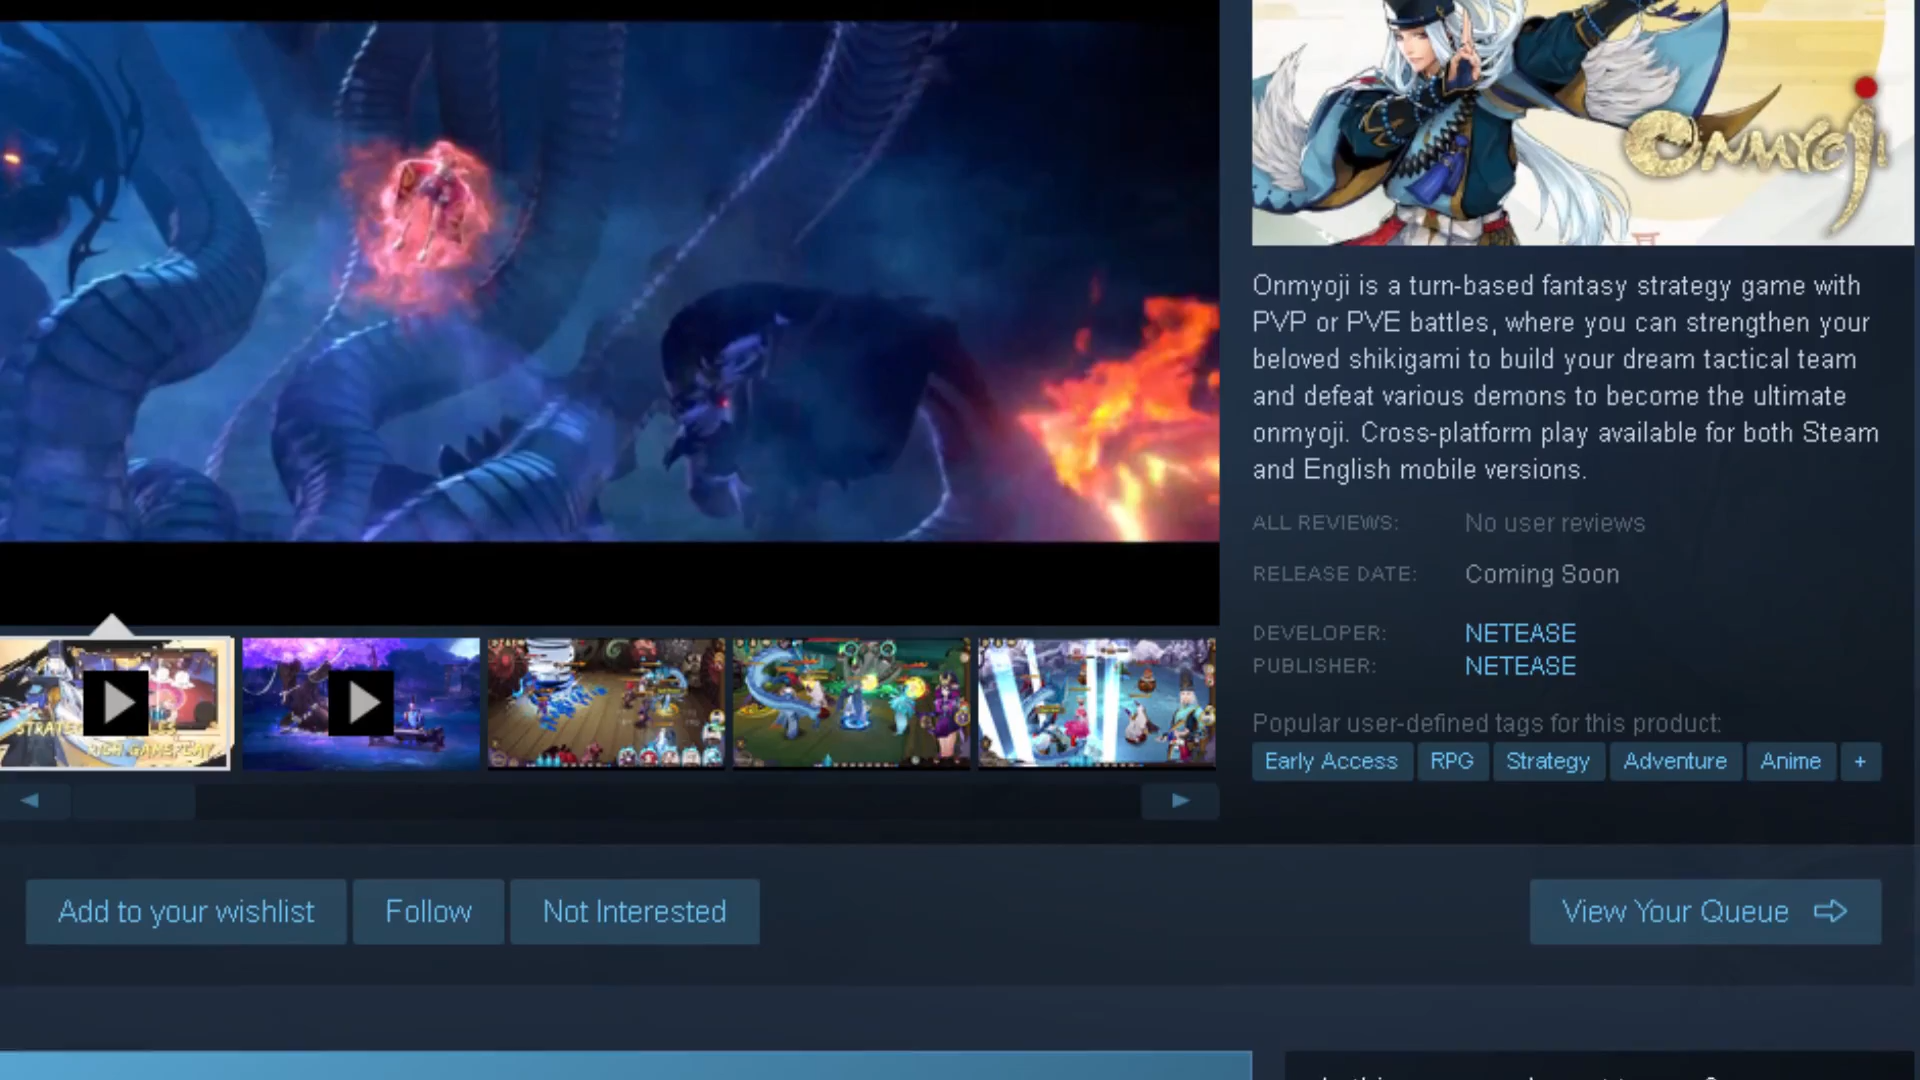 ONMYOJI
Onmyoji is a turn-based fantasy strategy game with
PVP or PVE battles, where you can strengthen your
beloved shikigami to build your dream tactical team
and defeat various demons to become the ultimate
onmyoji. Cross-platform play available for both Steam
and English mobile versions.
ALL REVIEWS: No user reviews
RELEASE DATE: Coming Soon
DEVELOPER: NETEASE
PUBLISHER: NETEASE
Popular user-defined tags for this product:
Early Access RPG Strategy Adventure Anime +
RICH GAMEPLAY
Add to your wishlist Follow Not Interested View Your Queue